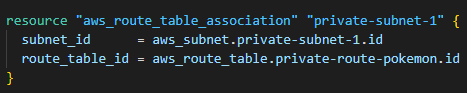 resource "aws_route_table_association" "private-subnet-1" {
  subnet_id      = aws_subnet.private-subnet-1.id
  route_table_id = aws_route_table.private-route-pokemon.id
}